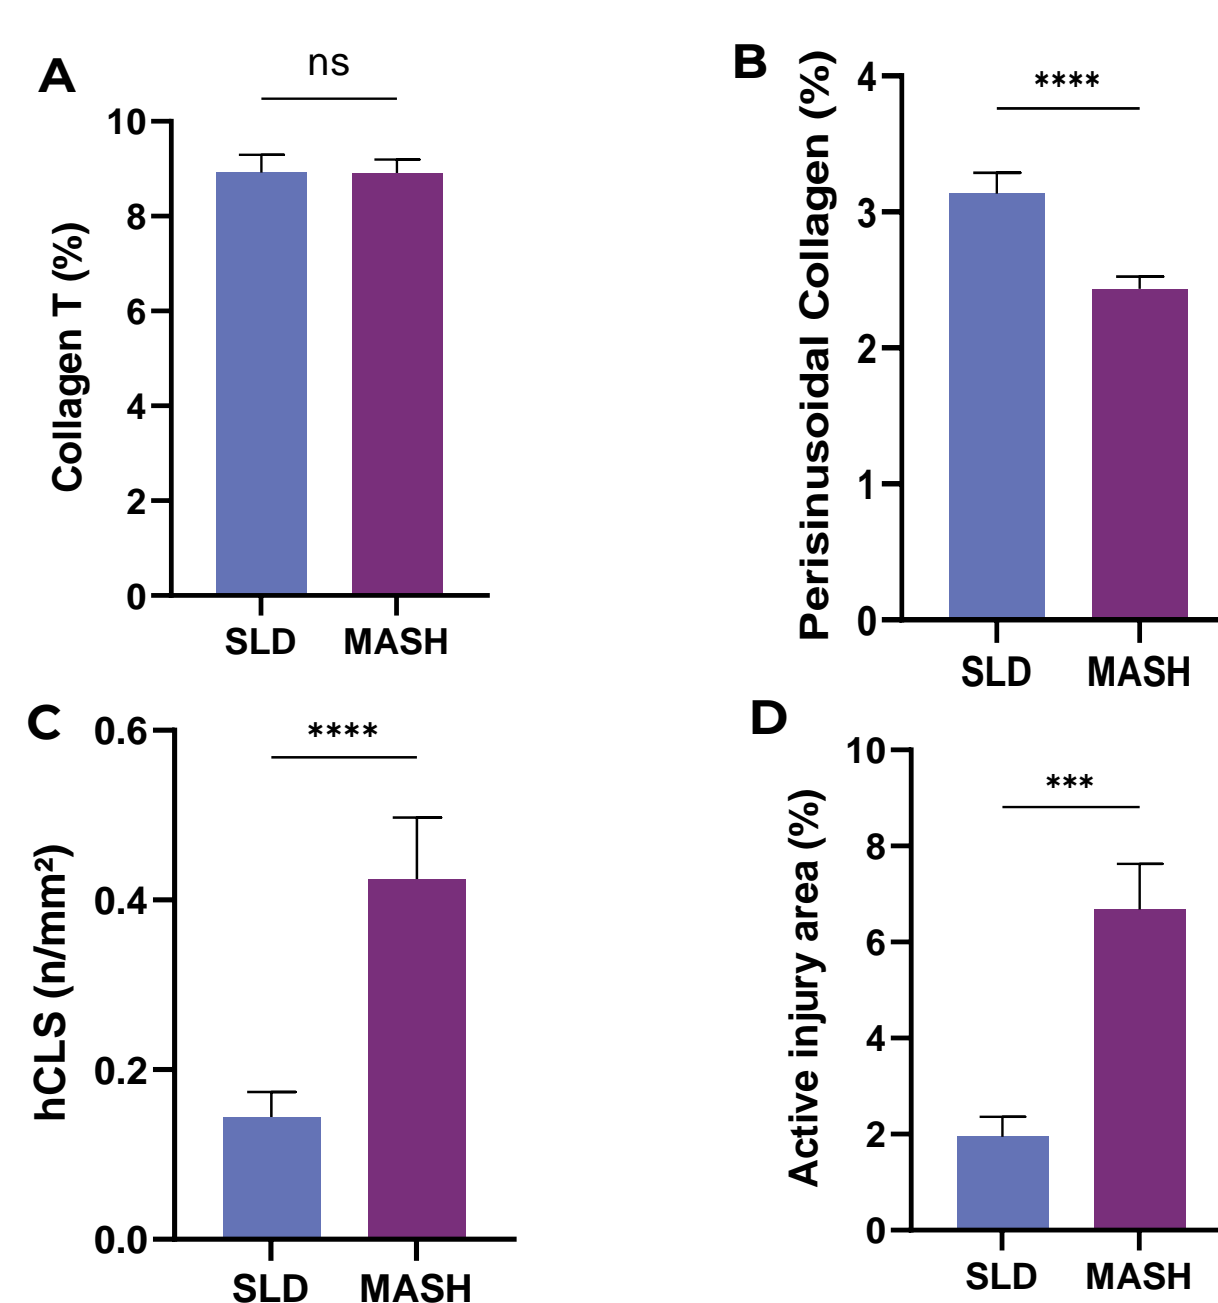 A
ns
Collagen T (%)
10
8
6
4
2
0
SLD MASH
B
****
Perisinusoidal Collagen (%)
4
3
2
1
0
SLD MASH
C
****
hCLS (n/mm²)
0.6
0.4
0.2
0.0
SLD MASH
D
***
Active injury area (%)
10
8
6
4
2
0
SLD MASH